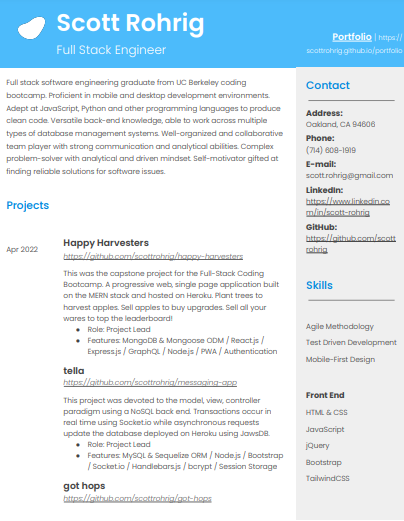 Scott Rohrig
Full Stack Engineer
Portfolio | https://
scottrohrig.github.io/portfolio
Full stack software engineering graduate from UC Berkeley coding
bootcamp. Proficient in mobile and desktop development environments.
Adept at JavaScript, Python and other programming languages to produce
clean code. Versatile back-end knowledge, able to work across multiple
types of database management systems. Well-organized and collaborative
team player with strong communication and analytical abilities. Complex
problem-solver with analytical and driven mindset. Self-motivator gifted at
finding reliable solutions for software issues.
Projects
Apr 2022
Happy Harvesters
https://github.com/scottrohrig/happy-harvesters
This was the capstone project for the Full-Stack Coding
Bootcamp. A progressive web, single page application built
on the MERN stack and hosted on Heroku. Plant trees to
harvest apples. Sell apples to buy upgrades. Sell all your
wares to top the leaderboard!
● Role: Project Lead
● Features: MongoDB & Mongoose ODM / React.js /
Express.js / GraphQL / Node.js / PWA / Authentication
tella
https://github.com/scottrohrig/messaging-app
This project was devoted to the model, view, controller
paradigm using a NoSQL back end. Transactions occur in
real time using Socket.io while asynchronous requests
update the database deployed on Heroku using JawsDB.
● Role: Project Lead
● Features: MySQL & Sequelize ORM / Node.js / Bootstrap
/ Socket.io / Handlebars.js / bcrypt / Session Storage
got hops
https://github.com/scottrohrig/got-hops
Contact
Address:
Oakland, CA 94606
Phone:
(714) 608-1919
E-mail:
scott.rohrig@gmail.com
LinkedIn:
https://www.linkedin.co
m/in/scott-rohrig
GitHub:
https://github.com/scott
rohrig
Skills
Agile Methodology
Test Driven Development
Mobile-First Design
Front End
HTML & CSS
JavaScript
jQuery
Bootstrap
TailwindCSS